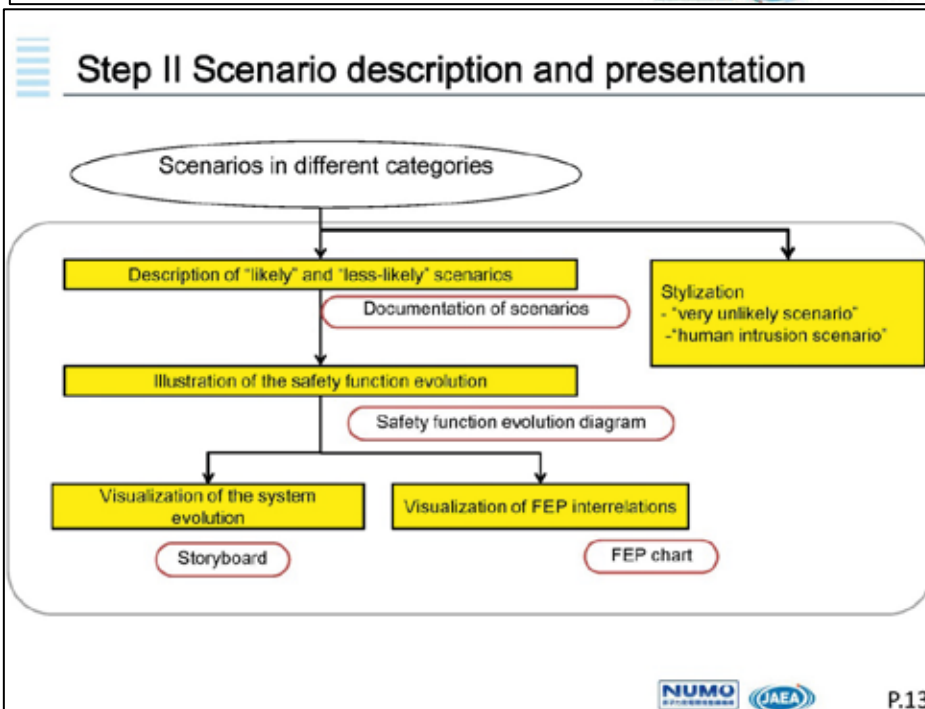 Step II Scenario description and presentation
Scenarios in different categories
Description of "likely" and "less-likely" scenarios
Documentation of scenarios
Stylization
- "very unlikely scenario"
-"human intrusion scenario"
Illustration of the safety function evolution
Safety function evolution diagram
Visualization of the system
evolution
Visualization of FEP interrelations
Storyboard
FEP chart
NUMO
JAEA
P.13